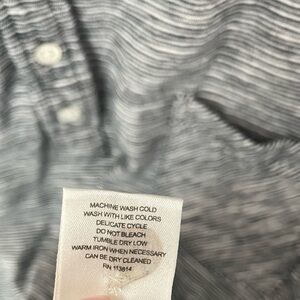 MACHINE WASH COLD
WASH WITH LIKE COLORS
DELICATE CYCLE
DO NOT BLEACH
TUMBLE DRY LOW
WARM IRON WHEN NECESSARY
CAN BE DRY CLEANED
RN 113814